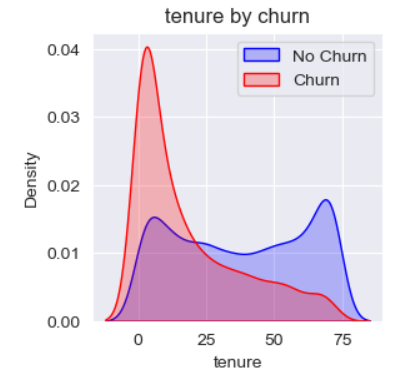 tenure by churn
No Churn
Churn
0.04
0.03
0.02
0.01
0.00
Density
0 25 50 75
tenure